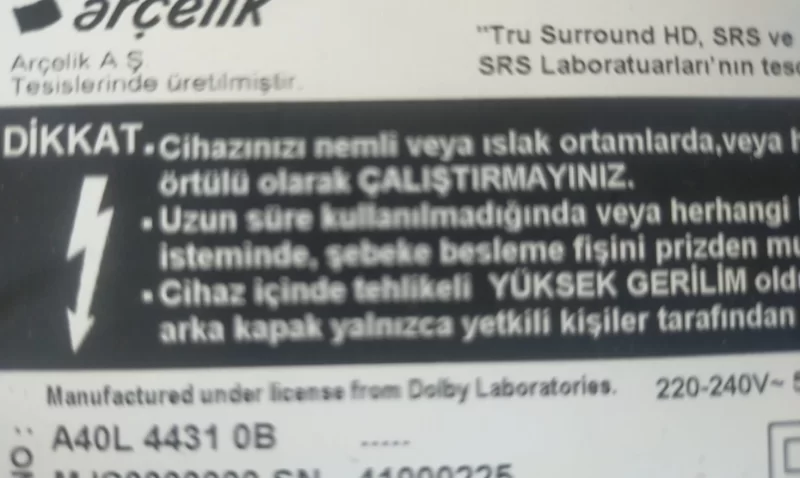 arçelik
Arçelik A Ş
Tesislerinde üretilmiştir.
"Tru Surround HD, SRS ve
SRS Laboratuarları'nın
DİKKAT
Cihazınızı nemli veya ıslak ortamlarda,veya
örtülü olarak ÇALIŞTIRMAYINIZ.
Uzun süre kullanılmadığında veya herhangi
isteminde, şebeke besleme fişini prizden
Cihaz içinde tehlikeli YÜKSEK GERİLİM
arka kapak yalnızca yetkili kişiler tarafından
Manufactured under license from Dolby Laboratories.
220-240V~
A40L 4431 0B -----